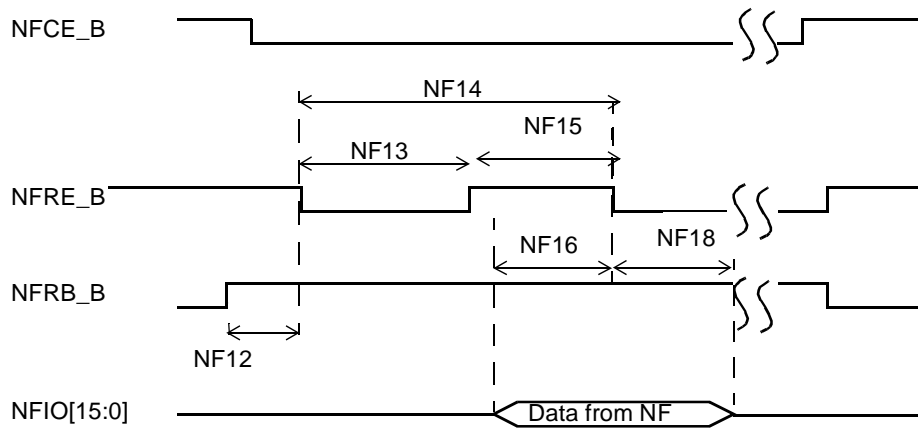 NFCE_B
NF14
NF15
NF13
NFRE_B
NF16
NF18
NFRB_B
NF12
NFIO[15:0]
Data from NF